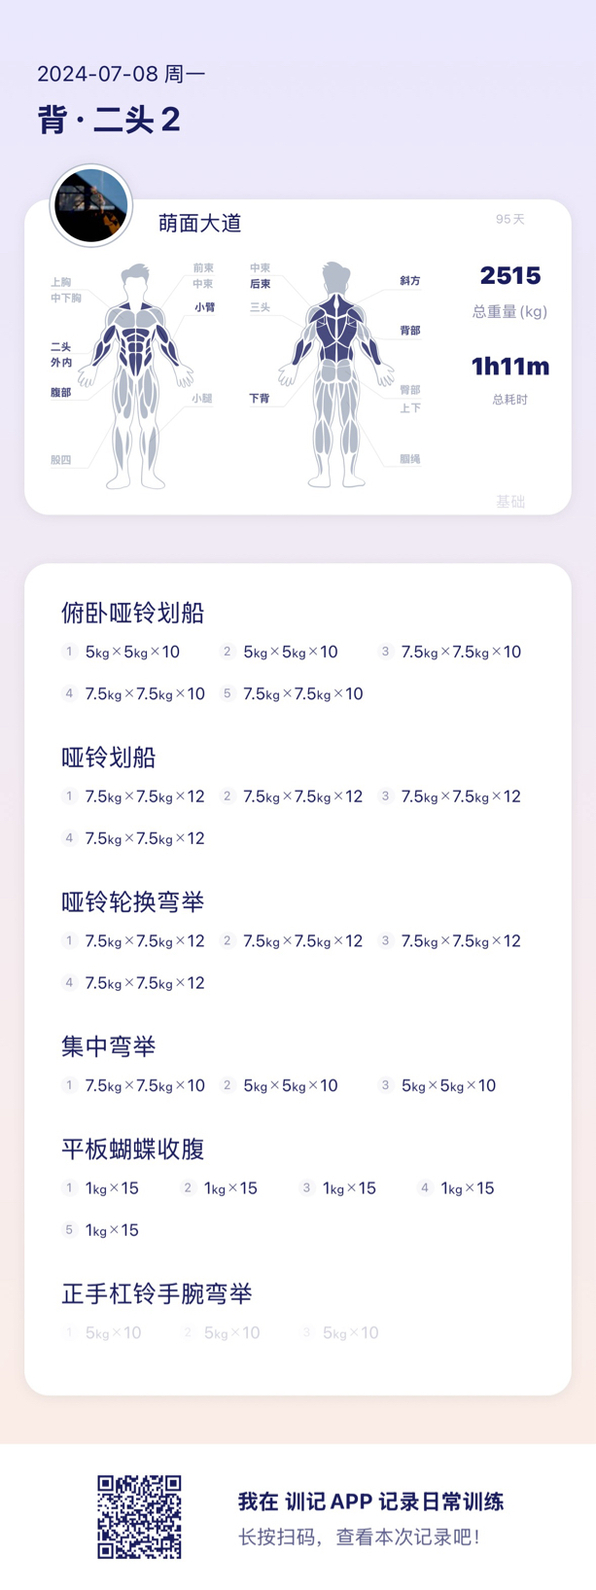 2024-07-08 周一
背·二头2
萌面大道
95天
上胸
中下胸
二头
外内
腹部
股四
前束
中束
小臂
小腿
中束
后束
三头
下背
斜方
背部
臀部
上下
腘绳
2515
总重量(kg)
1h11m
总耗时
基础
俯卧哑铃划船
1 5kg×5kg×10 2 5kg×5kg×10 3 7.5kg×7.5kg×10
4 7.5kg×7.5kg×10 5 7.5kg×7.5kg×10
哑铃划船
1 7.5kg×7.5kg×12 2 7.5kg×7.5kg×12 3 7.5kg×7.5kg×12
4 7.5kg×7.5kg×12
哑铃轮换弯举
1 7.5kg×7.5kg×12 2 7.5kg×7.5kg×12 3 7.5kg×7.5kg×12
4 7.5kg×7.5kg×12
集中弯举
1 7.5kg×7.5kg×10 2 5kg×5kg×10 3 5kg×5kg×10
平板蝴蝶收腹
1 1kg×15 2 1kg×15 3 1kg×15 4 1kg×15
5 1kg×15
正手杠铃手腕弯举
1 5kg×10 2 5kg×10 3 5kg×10
我在 训记 APP 记录日常训练
长按扫码，查看本次记录吧！